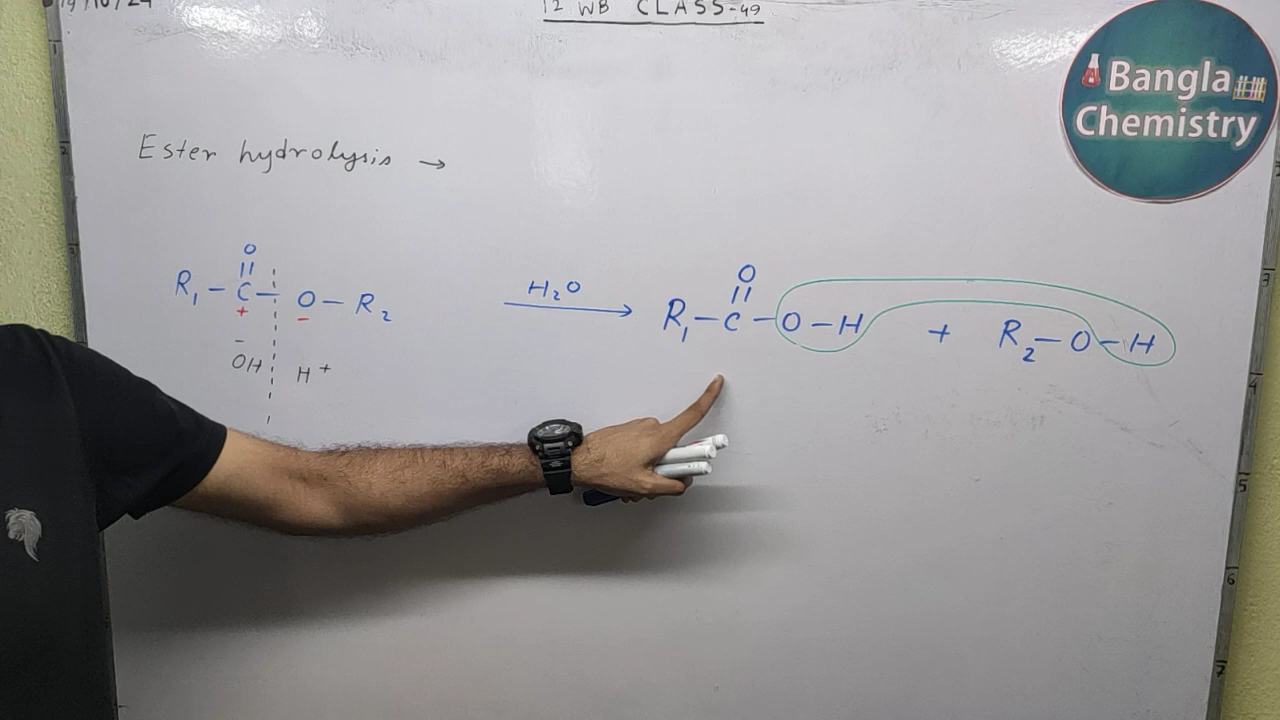 12 WB CLASS-49
Bangla
Chemistry
Ester hydrolysis →
O
||
R₁ – C – O – R₂
+ –
⁻OH H⁺
H₂O
→
O
||
R₁ – C – O – H + R₂ – O – H